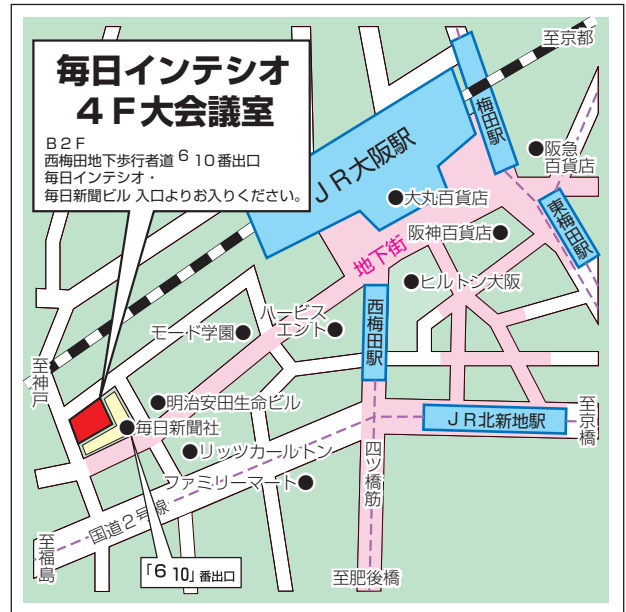 毎日インテシオ
4F大会議室
B2F
西梅田地下歩行者道 6 10 番出口
毎日インテシオ・
毎日新聞ビル 入口よりお入りください。
至京都
梅田駅
阪急
百貨店
JR大阪駅
大丸百貨店
東梅田駅
阪神百貨店
地下街
ヒルトン大阪
ハービス
エント
西梅田駅
モード学園
至神戸
明治安田生命ビル
毎日新聞社
JR北新地駅
至京橋
リッツカールトン
四ツ橋筋
ファミリーマート
国道2号線
至福島
「6 10」番出口
至肥後橋